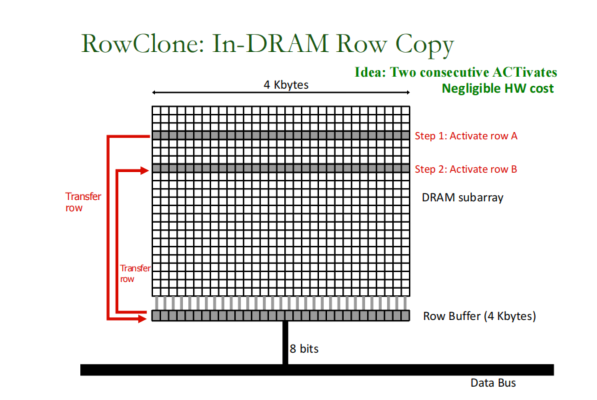 RowClone: In-DRAM Row Copy
Idea: Two consecutive ACTivates
Negligible HW cost
4 Kbytes
Step 1: Activate row A
Step 2: Activate row B
DRAM subarray
Transfer
row
Transfer
row
Row Buffer (4 Kbytes)
8 bits
Data Bus